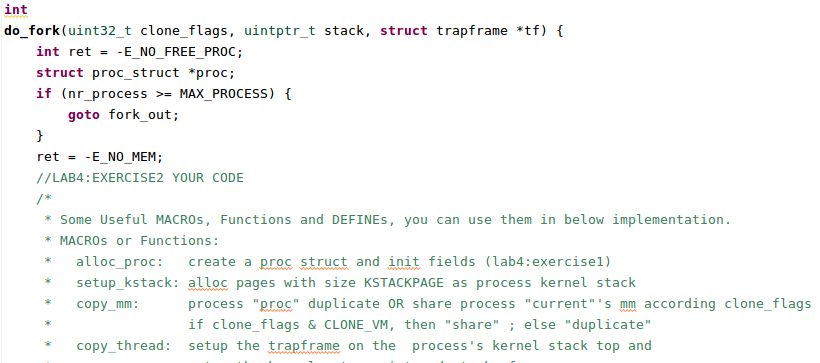 int
do_fork(uint32_t clone_flags, uintptr_t stack, struct trapframe *tf) {
    int ret = -E_NO_FREE_PROC;
    struct proc_struct *proc;
    if (nr_process >= MAX_PROCESS) {
        goto fork_out;
    }
    ret = -E_NO_MEM;
    //LAB4:EXERCISE2 YOUR CODE
    /*
     * Some Useful MACROs, Functions and DEFINEs, you can use them in below implementation.
     * MACROs or Functions:
     *   alloc_proc:   create a proc struct and init fields (lab4:exercise1)
     *   setup_kstack: alloc pages with size KSTACKPAGE as process kernel stack
     *   copy_mm:      process "proc" duplicate OR share process "current"'s mm according clone_flags
     *                 if clone_flags & CLONE_VM, then "share" ; else "duplicate"
     *   copy_thread:  setup the trapframe on the  process's kernel stack top and